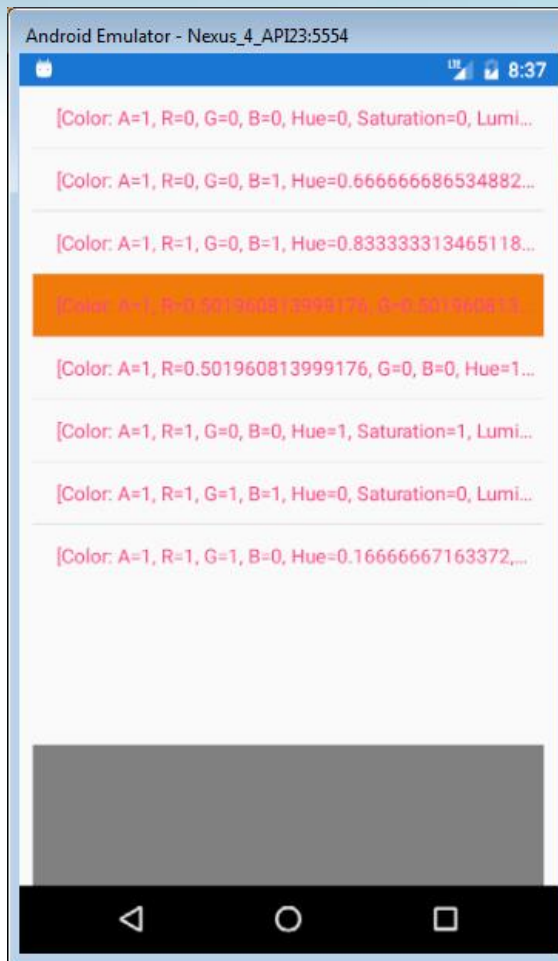 Android Emulator - Nexus_4_API23:5554
LTE 8:37
[Color: A=1, R=0, G=0, B=0, Hue=0, Saturation=0, Lumi...
[Color: A=1, R=0, G=0, B=1, Hue=0.666666686534882...
[Color: A=1, R=1, G=0, B=1, Hue=0.833333313465118...
[Color: A=1, R=0.501960813999176, G=0.501960813...
[Color: A=1, R=0.501960813999176, G=0, B=0, Hue=1...
[Color: A=1, R=1, G=0, B=0, Hue=1, Saturation=1, Lumi...
[Color: A=1, R=1, G=1, B=1, Hue=0, Saturation=0, Lumi...
[Color: A=1, R=1, G=1, B=0, Hue=0.16666667163372,...